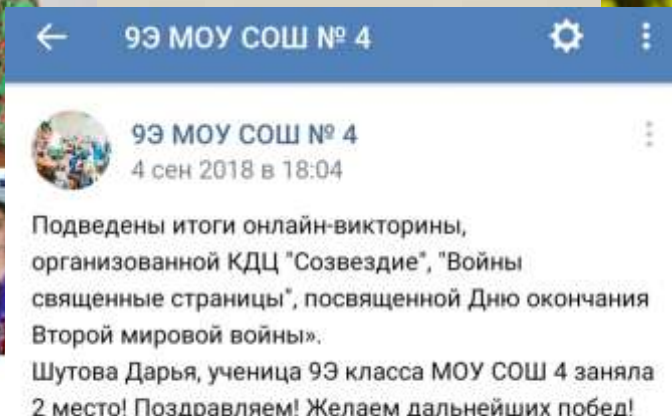 9Э МОУ СОШ № 4
9Э МОУ СОШ № 4
4 сен 2018 в 18:04
Подведены итоги онлайн-викторины,
организованной КДЦ "Созвездие", "Войны
священные страницы", посвященной Дню окончания
Второй мировой войны».
Шутова Дарья, ученица 9Э класса МОУ СОШ 4 заняла
2 место! Поздравляем! Желаем дальнейших побед!